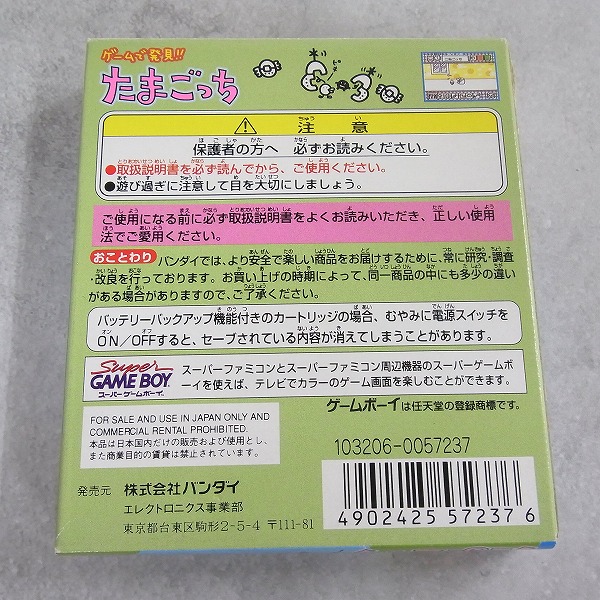 ゲームで発見!!
たまごっち
注意
保護者の方へ 必ずお読みください。
●取扱説明書を必ず読んでから、ご使用ください。
●遊び過ぎに注意して目を大切にしましょう。
ご使用になる前に必ず取扱説明書をよくお読みいただき、正しい使用
法でご愛用ください。
おことわり バンダイでは、より安全で楽しい商品をお届けするために、常に研究・調査
・改良を行っております。お買い上げの時期によって、同一商品の中にも多少の違い
がある場合がありますので、ご了承ください。
バッテリーバックアップ機能付きのカートリッジの場合、むやみに電源スイッチを
ON/OFFすると、セーブされている内容が消えてしまうことがあります。
Super
GAME BOY
スーパーゲームボーイ
スーパーファミコンとスーパーファミコン周辺機器のスーパーゲームボ
ーイを使えば、テレビでカラーのゲーム画面を楽しむことができます。
ゲームボーイは任天堂の登録商標です。
FOR SALE AND USE IN JAPAN ONLY AND
COMMERCIAL RENTAL PROHIBITED.
本品は日本国内だけの販売および使用とし、
また商業目的の賃貸は禁止されています。
103206-0057237
発売元 株式会社バンダイ
エレクトロニクス事業部
東京都台東区駒形2-5-4 〒111-81
4902425572376